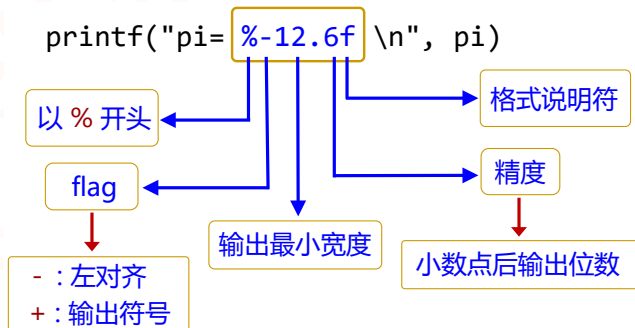 printf("pi= %-12.6f \n", pi)
以 % 开头
格式说明符
flag
精度
输出最小宽度
小数点后输出位数
- : 左对齐
+ : 输出符号